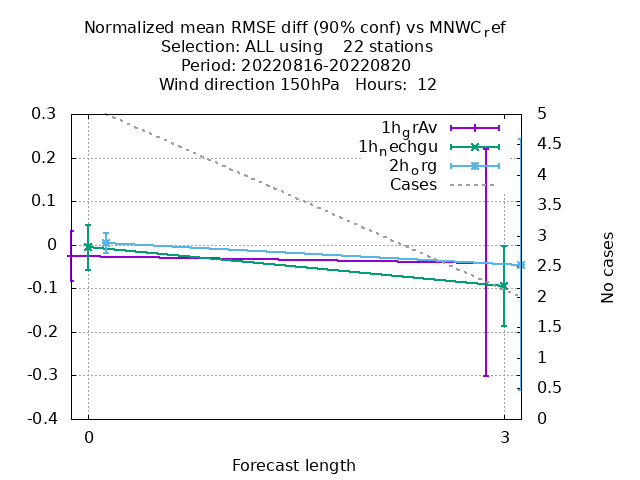 Normalized mean RMSE diff (90% conf) vs MNWC_ref
Selection: ALL using    22 stations
Period: 20220816-20220820
Wind direction 150hPa   Hours:  12
0.3
0.2
0.1
0
-0.1
-0.2
-0.3
-0.4
5
4.5
4
3.5
3
2.5
2
1.5
1
0.5
0
1h_grAv
1h_nechgu
2h_org
Cases
No cases
0
3
Forecast length